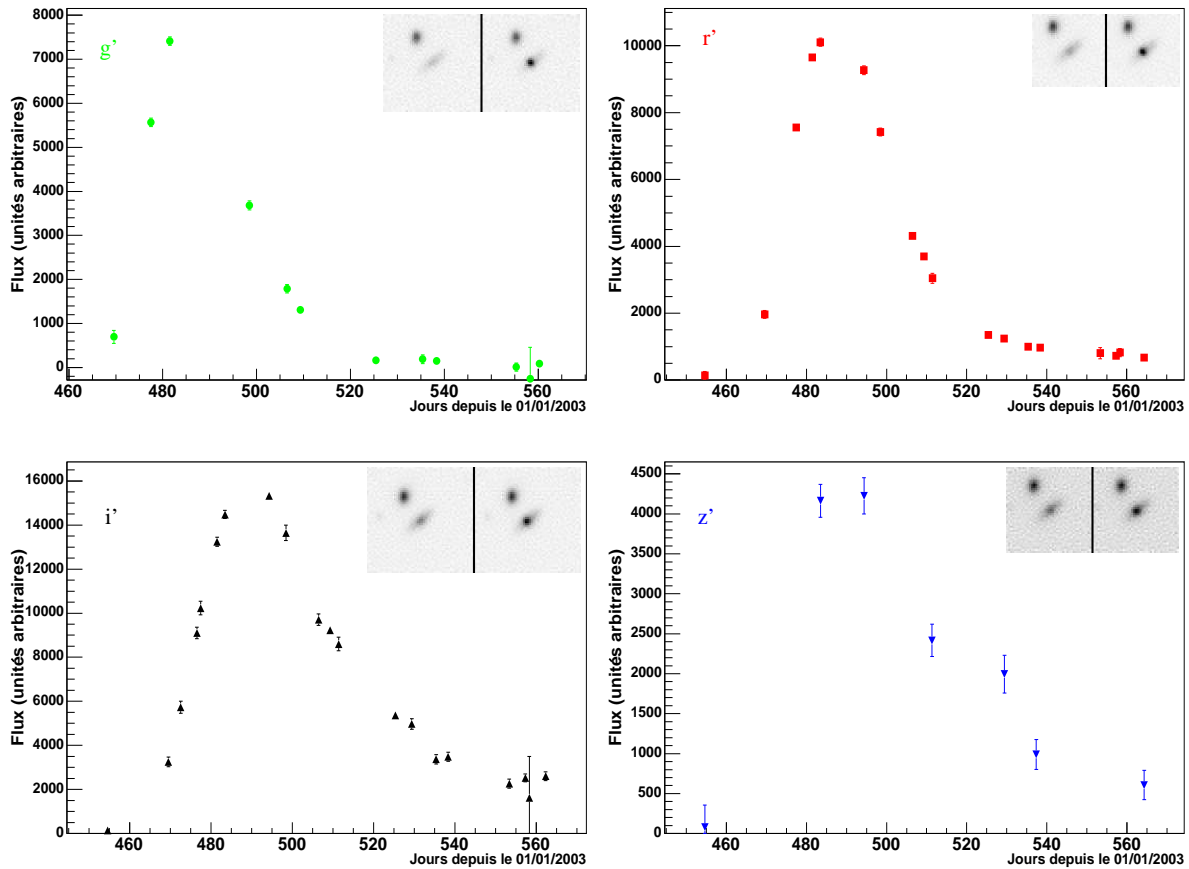 g’
Flux (unités arbitraires)
8000
7000
6000
5000
4000
3000
2000
1000
0
460 480 500 520 540 560
Jours depuis le 01/01/2003
r’
Flux (unités arbitraires)
10000
8000
6000
4000
2000
0
460 480 500 520 540 560
Jours depuis le 01/01/2003
i’
Flux (unités arbitraires)
16000
14000
12000
10000
8000
6000
4000
2000
0
460 480 500 520 540 560
Jours depuis le 01/01/2003
z’
Flux (unités arbitraires)
4500
4000
3500
3000
2500
2000
1500
1000
500
0
460 480 500 520 540 560
Jours depuis le 01/01/2003